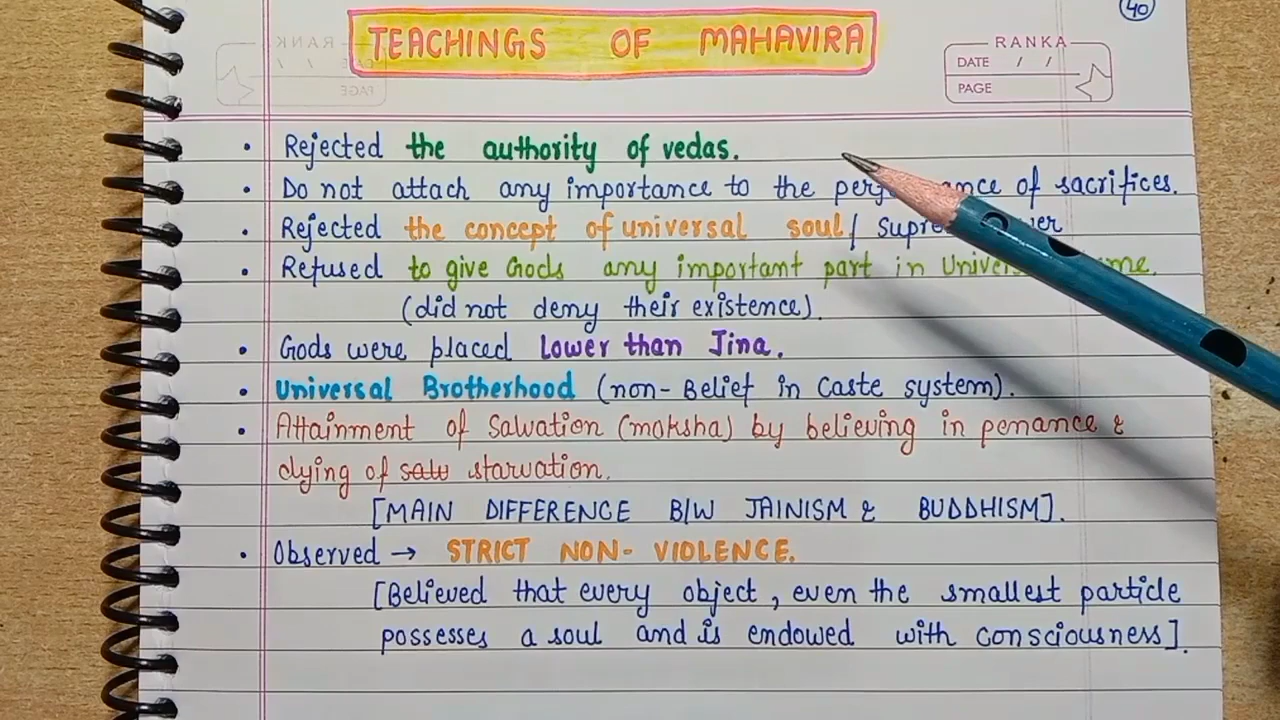 40
TEACHINGS OF MAHAVIRA
RANKA
DATE / /
PAGE
• Rejected the authority of vedas.
• Do not attach any importance to the of sacrifices.
• Rejected the concept of universal soul/
• Refused to give Gods any important part in
(did not deny their existence).
• Gods were placed Lower than Jina.
• Universal Brotherhood (non-Belief in Caste system).
• Attainment of Salvation (moksha) by believing in penance &
dying of starvation.
[MAIN DIFFERENCE B/W JAINISM & BUDDHISM].
• Observed → STRICT NON-VIOLENCE.
[Believed that every object, even the smallest particle
possesses a soul and is endowed with consciousness].